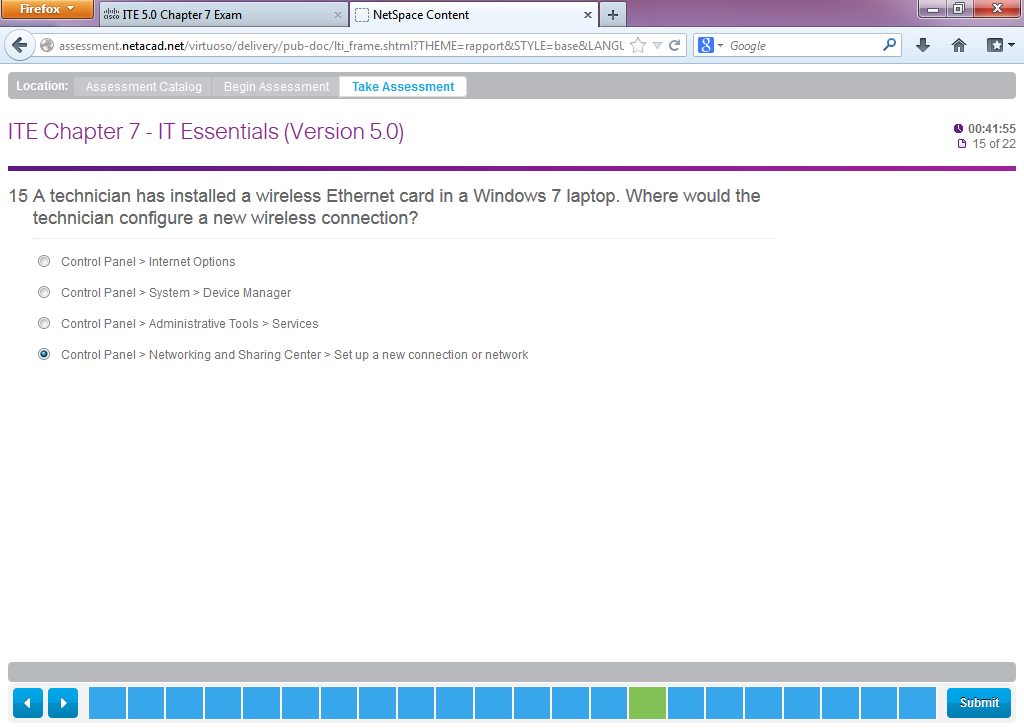 Firefox
cisco ITE 5.0 Chapter 7 Exam
NetSpace Content
assessment.netacad.net/virtuoso/delivery/pub-doc/lti_frame.shtml?THEME=rapport&STYLE=base&LANGU
8 Google
Location: Assessment Catalog Begin Assessment Take Assessment
ITE Chapter 7 - IT Essentials (Version 5.0)
00:41:55
15 of 22
15 A technician has installed a wireless Ethernet card in a Windows 7 laptop. Where would the
technician configure a new wireless connection?
Control Panel > Internet Options
Control Panel > System > Device Manager
Control Panel > Administrative Tools > Services
Control Panel > Networking and Sharing Center > Set up a new connection or network
Submit